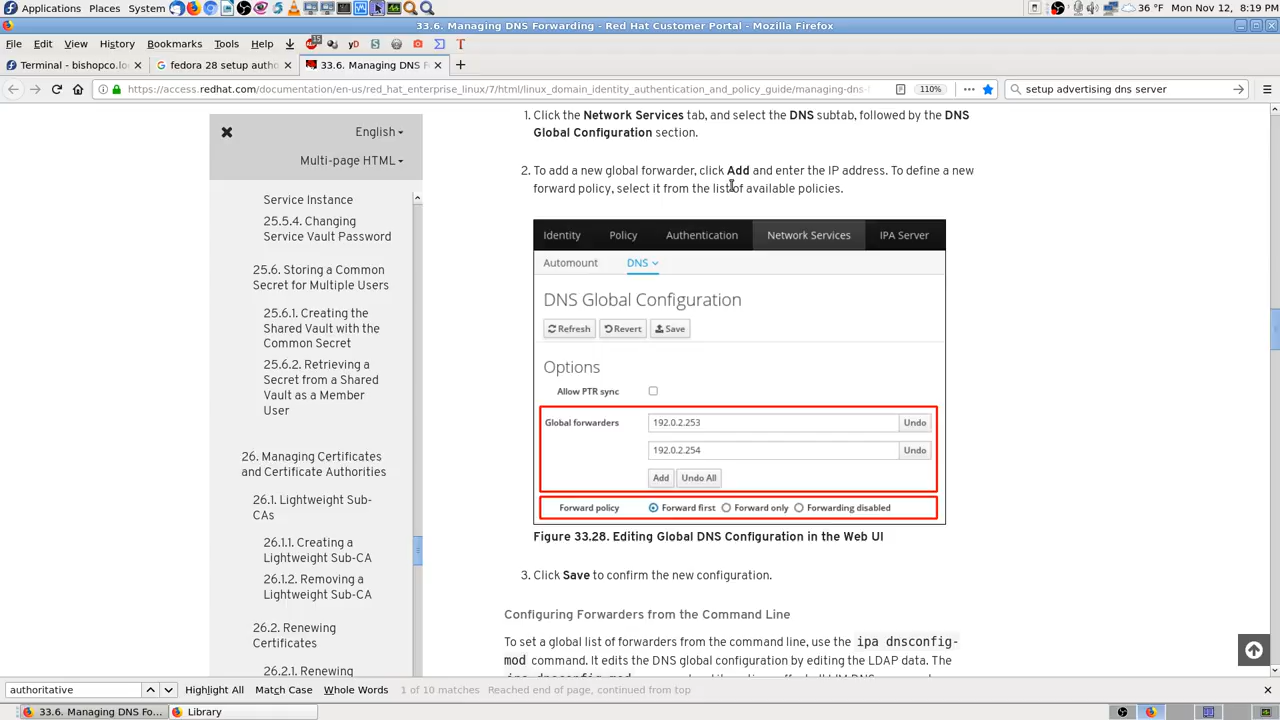 Applications Places System 36 °F Mon Nov 12, 8:19 PM
33.6. Managing DNS Forwarding - Red Hat Customer Portal - Mozilla Firefox
File Edit View History Bookmarks Tools Help
Terminal - bishopco.lo
fedora 28 setup autho
33.6. Managing DNS F
https://access.redhat.com/documentation/en-us/red_hat_enterprise_linux/7/html/linux_domain_identity_authentication_and_policy_guide/managing-dns-
110%
setup advertising dns server
English
Multi-page HTML
Service Instance
25.5.4. Changing
Service Vault Password
25.6. Storing a Common
Secret for Multiple Users
25.6.1. Creating the
Shared Vault with the
Common Secret
25.6.2. Retrieving a
Secret from a Shared
Vault as a Member
User
26. Managing Certificates
and Certificate Authorities
26.1. Lightweight Sub-
CAs
26.1.1. Creating a
Lightweight Sub-CA
26.1.2. Removing a
Lightweight Sub-CA
26.2. Renewing
Certificates
26.2.1. Renewing
1. Click the Network Services tab, and select the DNS subtab, followed by the DNS
Global Configuration section.
2. To add a new global forwarder, click Add and enter the IP address. To define a new
forward policy, select it from the list of available policies.
Identity Policy Authentication Network Services IPA Server
Automount DNS
DNS Global Configuration
Refresh Revert Save
Options
Allow PTR sync
Global forwarders 192.0.2.253 Undo
192.0.2.254 Undo
Add Undo All
Forward policy Forward first Forward only Forwarding disabled
Figure 33.28. Editing Global DNS Configuration in the Web UI
3. Click Save to confirm the new configuration.
Configuring Forwarders from the Command Line
To set a global list of forwarders from the command line, use the ipa dnsconfig-
mod command. It edits the DNS global configuration by editing the LDAP data. The
authoritative Highlight All Match Case Whole Words 1 of 10 matches Reached end of page, continued from top
33.6. Managing DNS Fo... Library